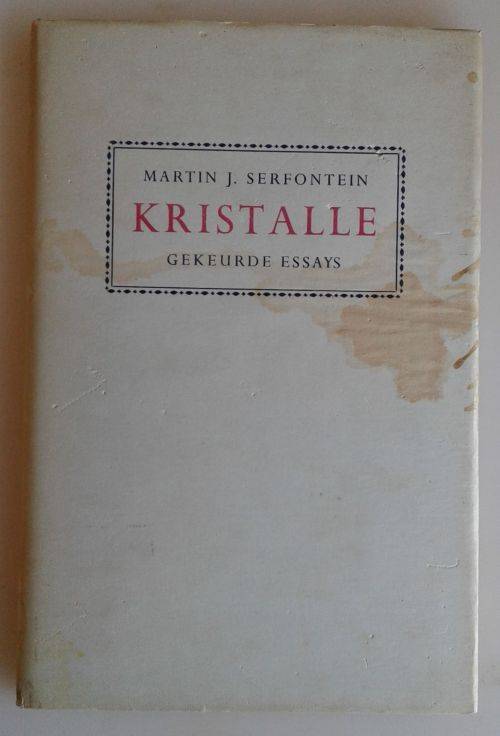 MARTIN J. SERFONTEIN
KRISTALLE
GEKEURDE ESSAYS